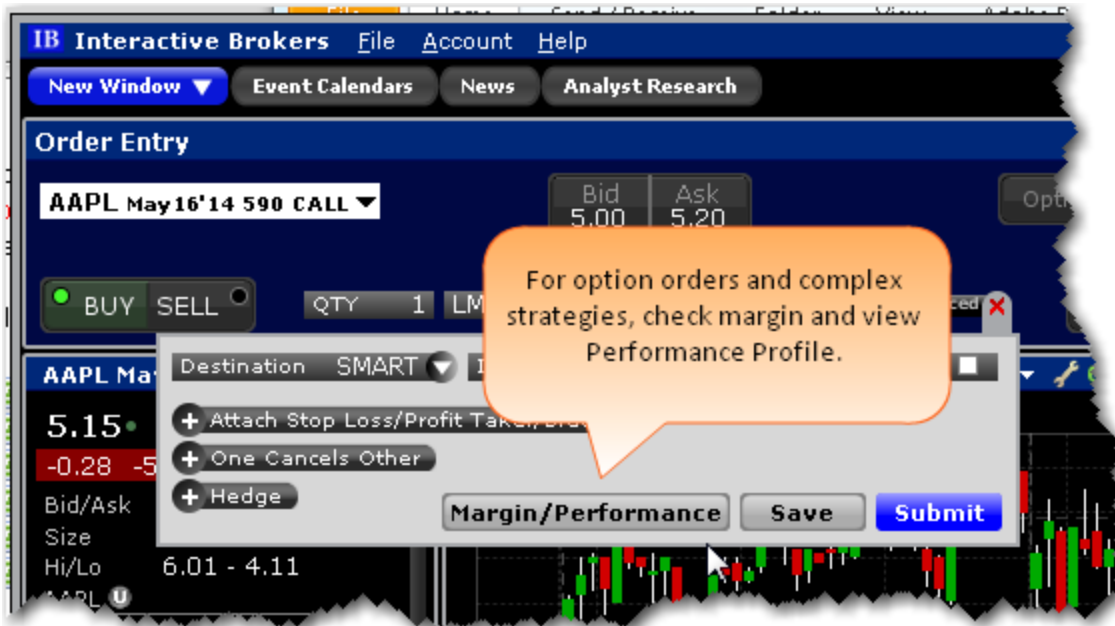 IB Interactive Brokers File Account Help
New Window Event Calendars News Analyst Research
Order Entry
AAPL May16'14 590 CALL
Bid Ask
5.00 5.20
For option orders and complex
strategies, check margin and view
Performance Profile.
BUY SELL QTY 1
Destination SMART
AAPL
+ Attach Stop Loss/Profit
5.15
+ One Cancels Other
-0.28
+ Hedge
Bid/Ask
Margin/Performance Save Submit
Size
Hi/Lo 6.01 - 4.11
AAPL U